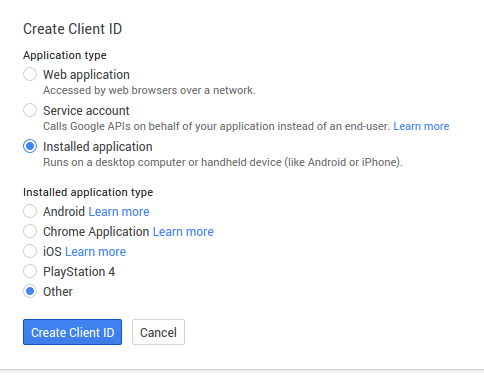 Create Client ID
Application type
Web application
Accessed by web browsers over a network.
Service account
Calls Google APIs on behalf of your application instead of an end-user. Learn more
Installed application
Runs on a desktop computer or handheld device (like Android or iPhone).
Installed application type
Android Learn more
Chrome Application Learn more
iOS Learn more
PlayStation 4
Other
Create Client ID Cancel